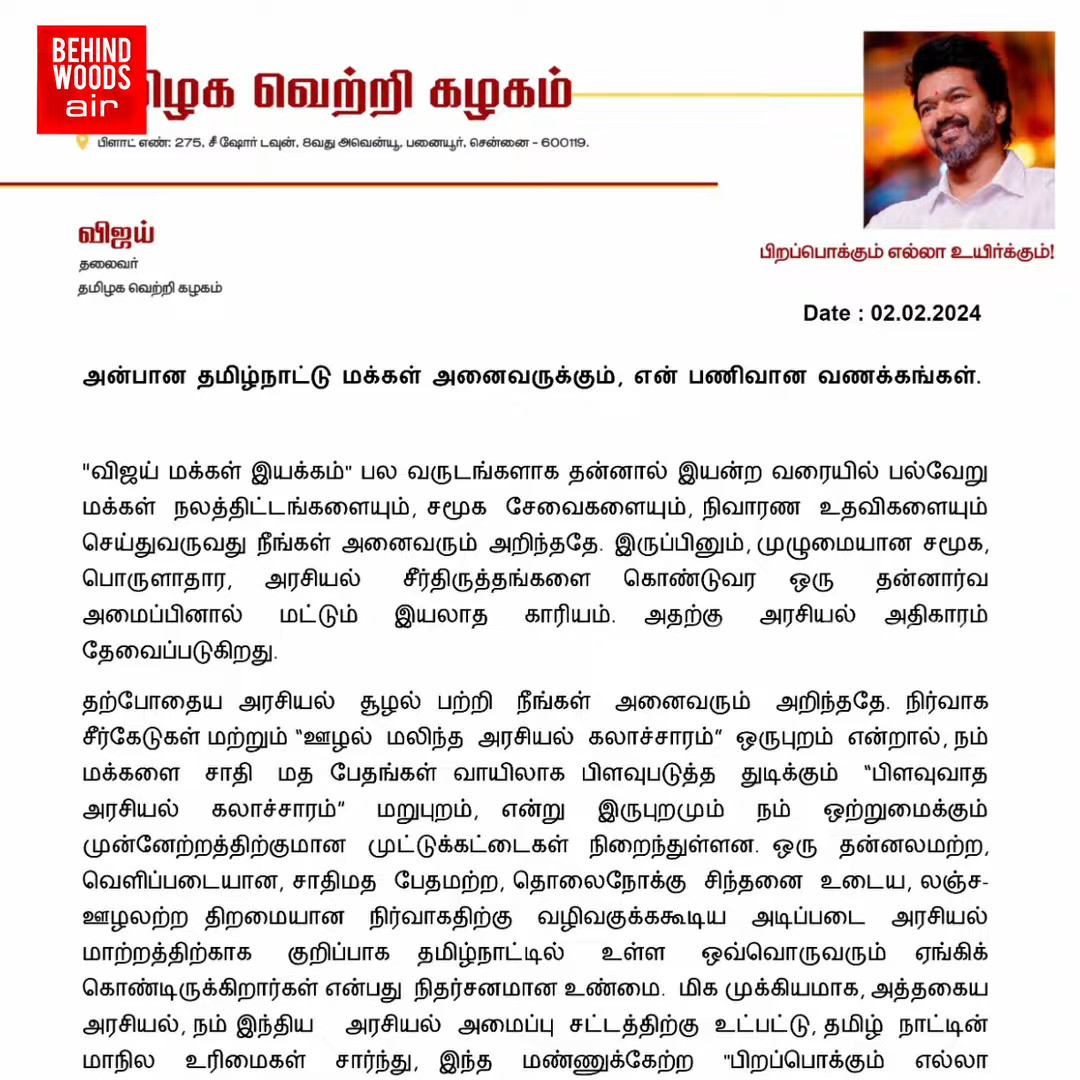 BEHIND
WOODS
air
ழக வெற்றி கழகம்
பிளாட் எண்: 275, சீ ஷோர் டவுன், 8வது அவென்யூ, பனையூர், சென்னை - 600119.
விஜய்
தலைவர்
தமிழக வெற்றி கழகம்
பிறப்பொக்கும் எல்லா உயிர்க்கும்!
Date : 02.02.2024
அன்பான தமிழ்நாட்டு மக்கள் அனைவருக்கும், என் பணிவான வணக்கங்கள்.
"விஜய் மக்கள் இயக்கம்" பல வருடங்களாக தன்னால் இயன்ற வரையில் பல்வேறு
மக்கள் நலத்திட்டங்களையும், சமூக சேவைகளையும், நிவாரண உதவிகளையும்
செய்துவருவது நீங்கள் அனைவரும் அறிந்ததே. இருப்பினும், முழுமையான சமூக,
பொருளாதார, அரசியல் சீர்திருத்தங்களை கொண்டுவர ஒரு தன்னார்வ
அமைப்பினால் மட்டும் இயலாத காரியம். அதற்கு அரசியல் அதிகாரம்
தேவைப்படுகிறது.
தற்போதைய அரசியல் சூழல் பற்றி நீங்கள் அனைவரும் அறிந்ததே. நிர்வாக
சீர்கேடுகள் மற்றும் “ஊழல் மலிந்த அரசியல் கலாச்சாரம்” ஒருபுறம் என்றால், நம்
மக்களை சாதி மத பேதங்கள் வாயிலாக பிளவுபடுத்த துடிக்கும் “பிளவுவாத
அரசியல் கலாச்சாரம்” மறுபுறம், என்று இருபுறமும் நம் ஒற்றுமைக்கும்
முன்னேற்றத்திற்குமான முட்டுக்கட்டைகள் நிறைந்துள்ளன. ஒரு தன்னலமற்ற,
வெளிப்படையான, சாதிமத பேதமற்ற, தொலைநோக்கு சிந்தனை உடைய, லஞ்ச-
ஊழலற்ற திறமையான நிர்வாகதிற்கு வழிவகுக்ககூடிய அடிப்படை அரசியல்
மாற்றத்திற்காக குறிப்பாக தமிழ்நாட்டில் உள்ள ஒவ்வொருவரும் ஏங்கிக்
கொண்டிருக்கிறார்கள் என்பது நிதர்சனமான உண்மை. மிக முக்கியமாக, அத்தகைய
அரசியல், நம் இந்திய அரசியல் அமைப்பு சட்டத்திற்கு உட்பட்டு, தமிழ் நாட்டின்
மாநில உரிமைகள் சார்ந்து, இந்த மண்ணுக்கேற்ற "பிறப்பொக்கும் எல்லா